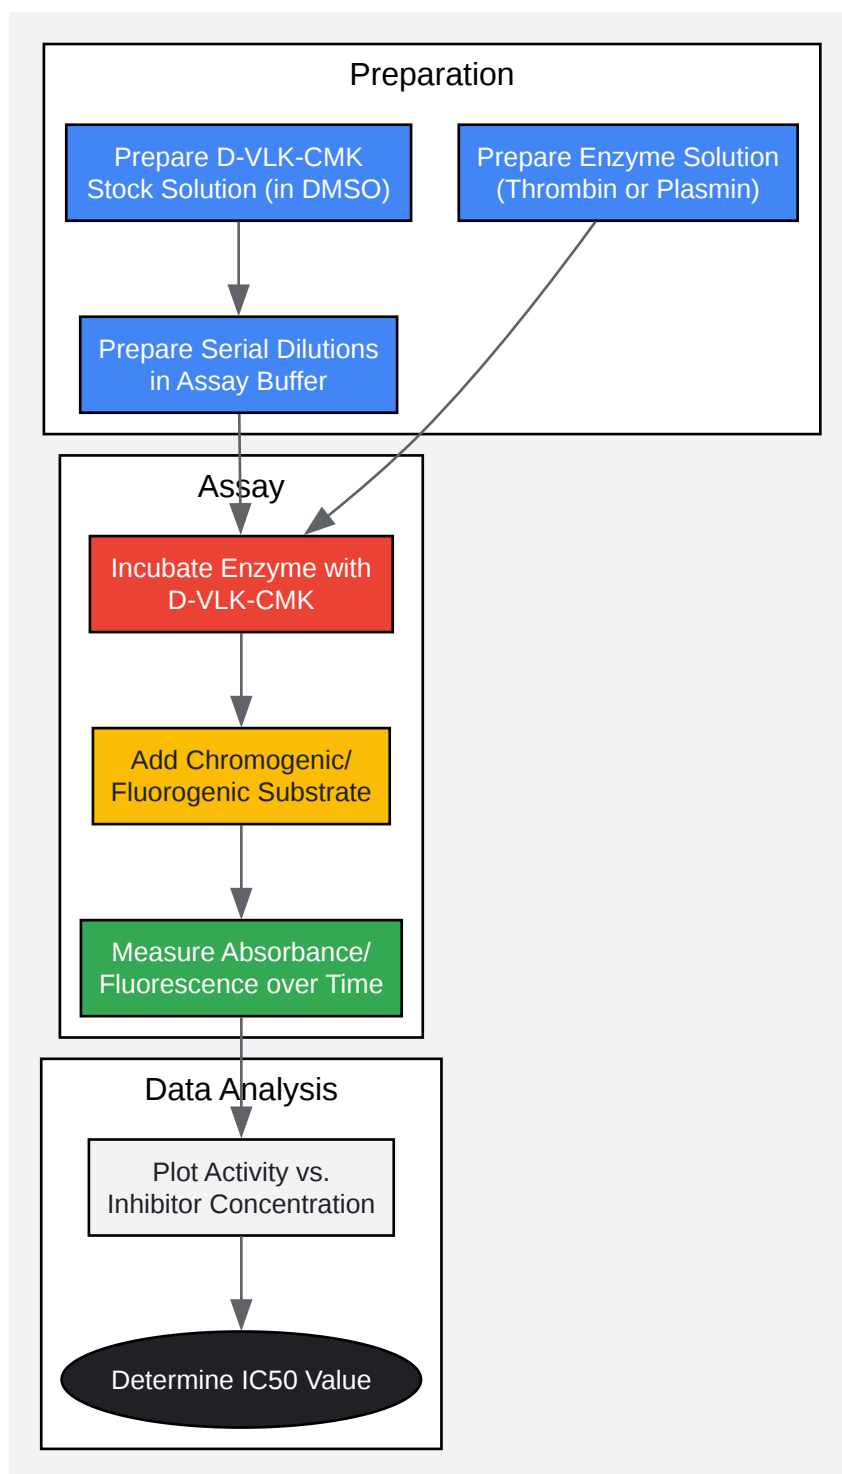 Preparation
Prepare D-VLK-CMK
Stock Solution (in DMSO)
Prepare Enzyme Solution
(Thrombin or Plasmin)
Prepare Serial Dilutions
in Assay Buffer
Assay
Incubate Enzyme with
D-VLK-CMK
Add Chromogenic/
Fluorogenic Substrate
Measure Absorbance/
Fluorescence over Time
Data Analysis
Plot Activity vs.
Inhibitor Concentration
Determine IC50 Value